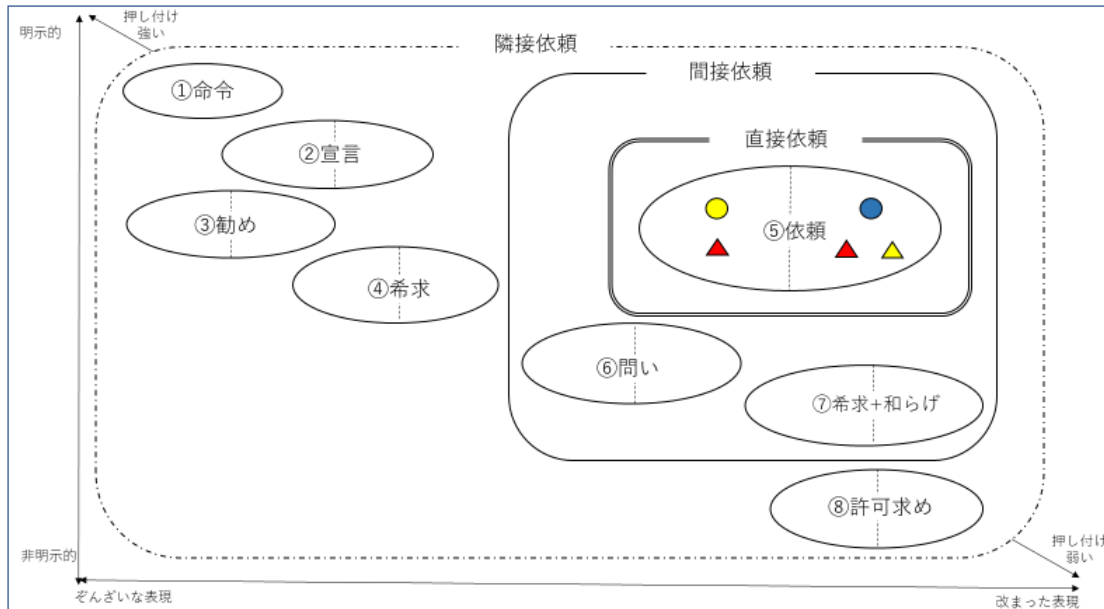 明示的
押し付け
強い
隣接依頼
間接依頼
直接依頼
①命令
②宣言
③勧め
④希求
⑤依頼
⑥問い
⑦希求+和らげ
⑧許可求め
非明示的
押し付け
弱い
ぞんざいな表現
改まった表現